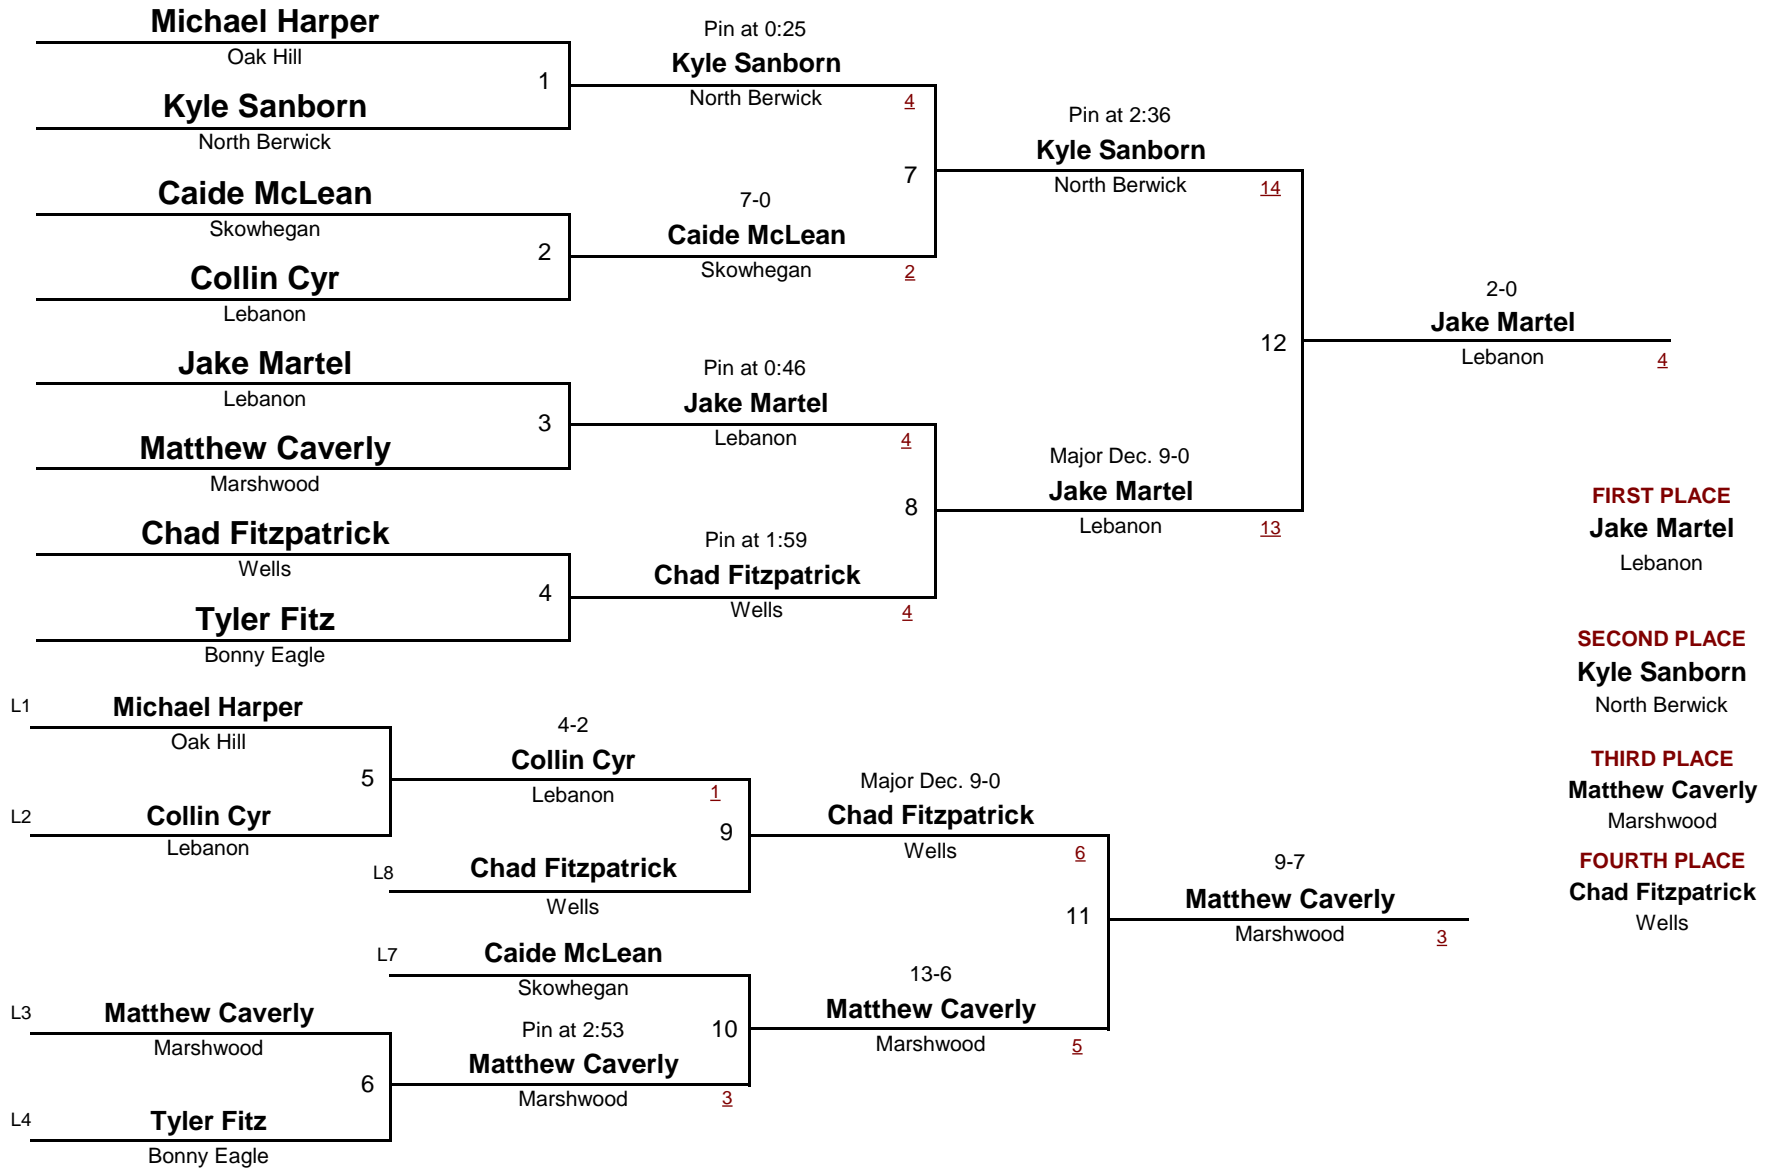 Michael Harper
Oak Hill
1
Kyle Sanborn
North Berwick
Pin at 0:25
Kyle Sanborn
North Berwick
4
Caide McLean
Skowhegan
2
Collin Cyr
Lebanon
7-0
Caide McLean
Skowhegan
2
7
Pin at 2:36
Kyle Sanborn
North Berwick
14
Jake Martel
Lebanon
3
Matthew Caverly
Marshwood
Pin at 0:46
Jake Martel
Lebanon
4
Chad Fitzpatrick
Wells
4
Tyler Fitz
Bonny Eagle
Pin at 1:59
Chad Fitzpatrick
Wells
4
8
Major Dec. 9-0
Jake Martel
Lebanon
13
12
2-0
Jake Martel
Lebanon
4
FIRST PLACE
Jake Martel
Lebanon
SECOND PLACE
Kyle Sanborn
North Berwick
THIRD PLACE
Matthew Caverly
Marshwood
FOURTH PLACE
Chad Fitzpatrick
Wells
L1
Michael Harper
Oak Hill
5
L2
Collin Cyr
Lebanon
4-2
Collin Cyr
Lebanon
1
9
L8
Chad Fitzpatrick
Wells
Major Dec. 9-0
Chad Fitzpatrick
Wells
6
L7
Caide McLean
Skowhegan
10
L3
Matthew Caverly
Marshwood
6
L4
Tyler Fitz
Bonny Eagle
Pin at 2:53
Matthew Caverly
Marshwood
3
13-6
Matthew Caverly
Marshwood
5
11
9-7
Matthew Caverly
Marshwood
3